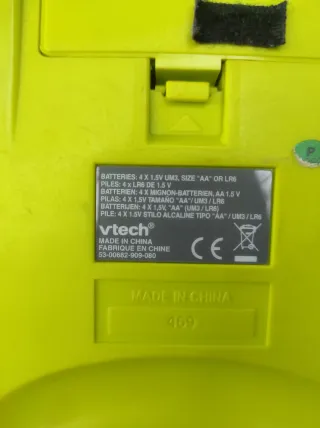 BATTERIES: 4 X 1.5V UM3, SIZE "AA" OR LR6
PILES: 4 x LR6 DE 1.5 V
BATTERIEN: 4 X MIGNON-BATTERIEN, AA 1.5 V
PILAS: 4 X 1.5V TAMAÑO "AA"/ UM3 / LR6
BATTERIJEN: 4 X 1.5V, "AA" (UM3 / LR6)
PILE: 4 X 1.5V STILO ALCALINE TIPO "AA" / UM3 / LR6
vtech®
MADE IN CHINA
FABRIQUE EN CHINE
53-00682-909-080
CE
P
MADE IN CHINA